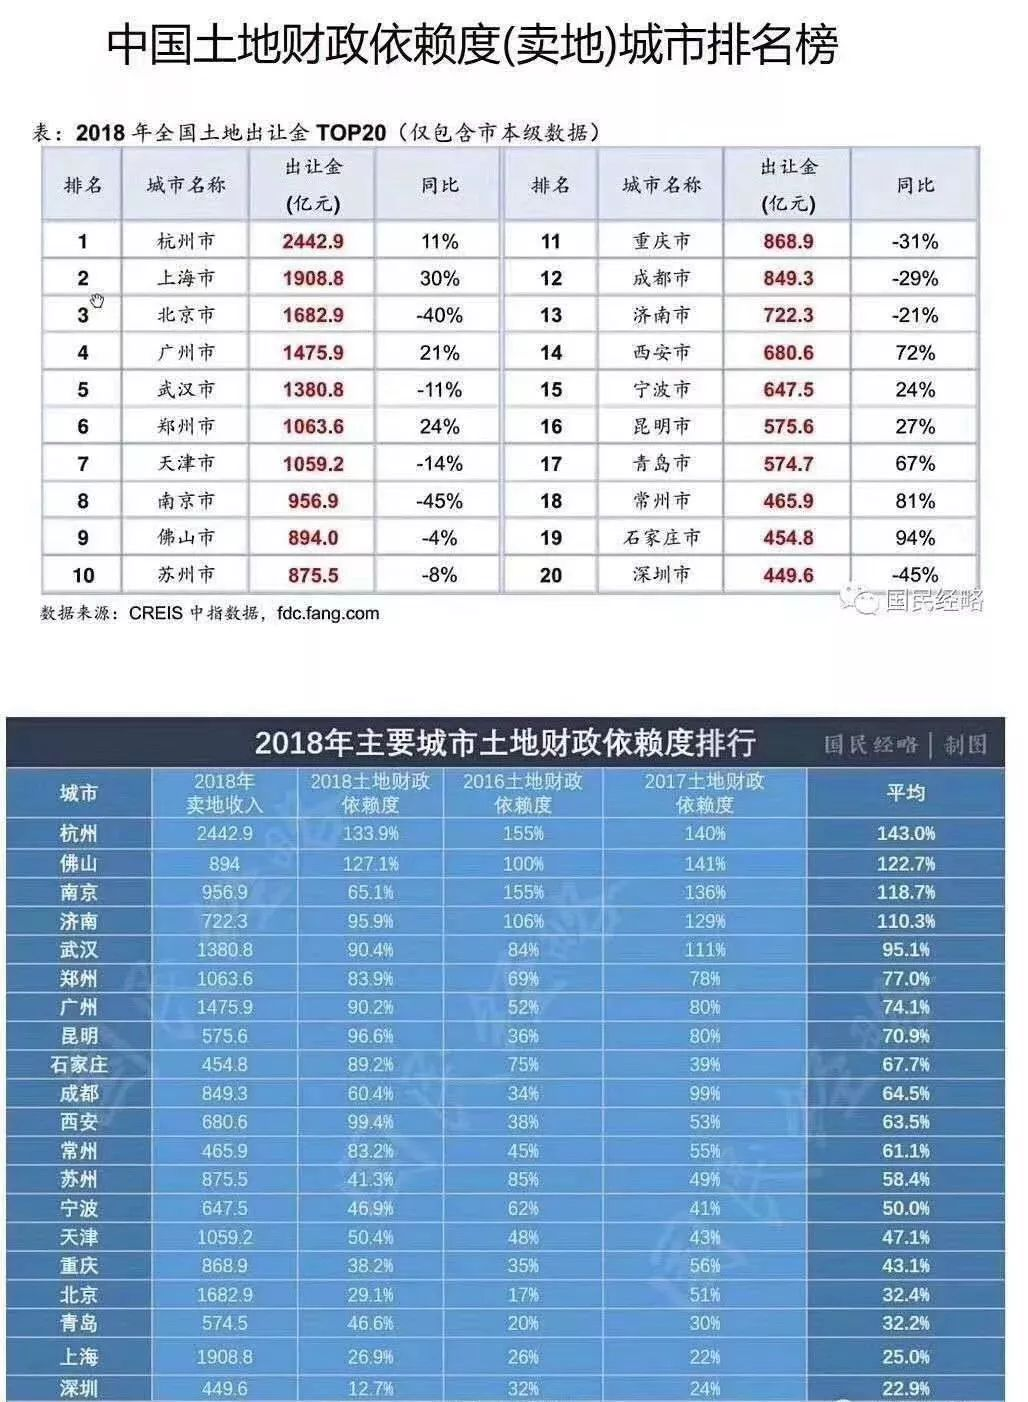 中国土地财政依赖度(卖地)城市排名榜
表：2018 年全国土地出让金 TOP20（仅包含市本级数据）
排名 城市名称 出让金 (亿元) 同比 排名 城市名称 出让金 (亿元) 同比
1 杭州市 2442.9 11% 11 重庆市 868.9 -31%
2 上海市 1908.8 30% 12 成都市 849.3 -29%
3 北京市 1682.9 -40% 13 济南市 722.3 -21%
4 广州市 1475.9 21% 14 西安市 680.6 72%
5 武汉市 1380.8 -11% 15 宁波市 647.5 24%
6 郑州市 1063.6 24% 16 昆明市 575.6 27%
7 天津市 1059.2 -14% 17 青岛市 574.7 67%
8 南京市 956.9 -45% 18 常州市 465.9 81%
9 佛山市 894.0 -4% 19 石家庄市 454.8 94%
10 苏州市 875.5 -8% 20 深圳市 449.6 -45%
国民经略
数据来源：CREIS 中指数据，fdc.fang.com
2018年主要城市土地财政依赖度排行 国民经略 | 制图
城市 2018年卖地收入 2018土地财政依赖度 2016土地财政依赖度 2017土地财政依赖度 平均
杭州 2442.9 133.9% 155% 140% 143.0%
佛山 894 127.1% 100% 141% 122.7%
南京 956.9 65.1% 155% 136% 118.7%
济南 722.3 95.9% 106% 129% 110.3%
武汉 1380.8 90.4% 84% 111% 95.1%
郑州 1063.6 83.9% 69% 78% 77.0%
广州 1475.9 90.2% 52% 80% 74.1%
昆明 575.6 96.6% 36% 80% 70.9%
石家庄 454.8 89.2% 75% 39% 67.7%
成都 849.3 60.4% 34% 99% 64.5%
西安 680.6 99.4% 38% 53% 63.5%
常州 465.9 83.2% 45% 55% 61.1%
苏州 875.5 41.3% 85% 49% 58.4%
宁波 647.5 46.9% 62% 41% 50.0%
天津 1059.2 50.4% 48% 43% 47.1%
重庆 868.9 38.2% 35% 56% 43.1%
北京 1682.9 29.1% 17% 51% 32.4%
青岛 574.5 46.6% 20% 30% 32.2%
上海 1908.8 26.9% 26% 22% 25.0%
深圳 449.6 12.7% 32% 24% 22.9%
国民经略
国民经略
国民经略